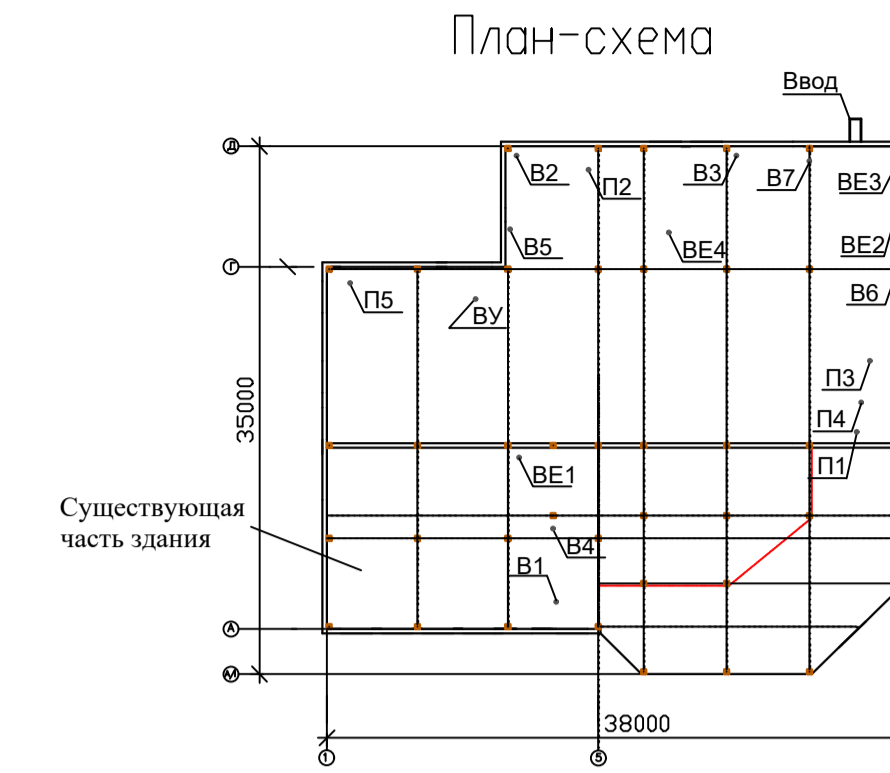 План-схема
Ввод
Д
В2
П2
В3
В7
ВЕ3
В5
ВЕ4
ВЕ2
Г
П5
ВУ
В6
П3
35000
П4
ВЕ1
П1
Существующая
часть здания
В4
В1
А
А/1
38000
1
5